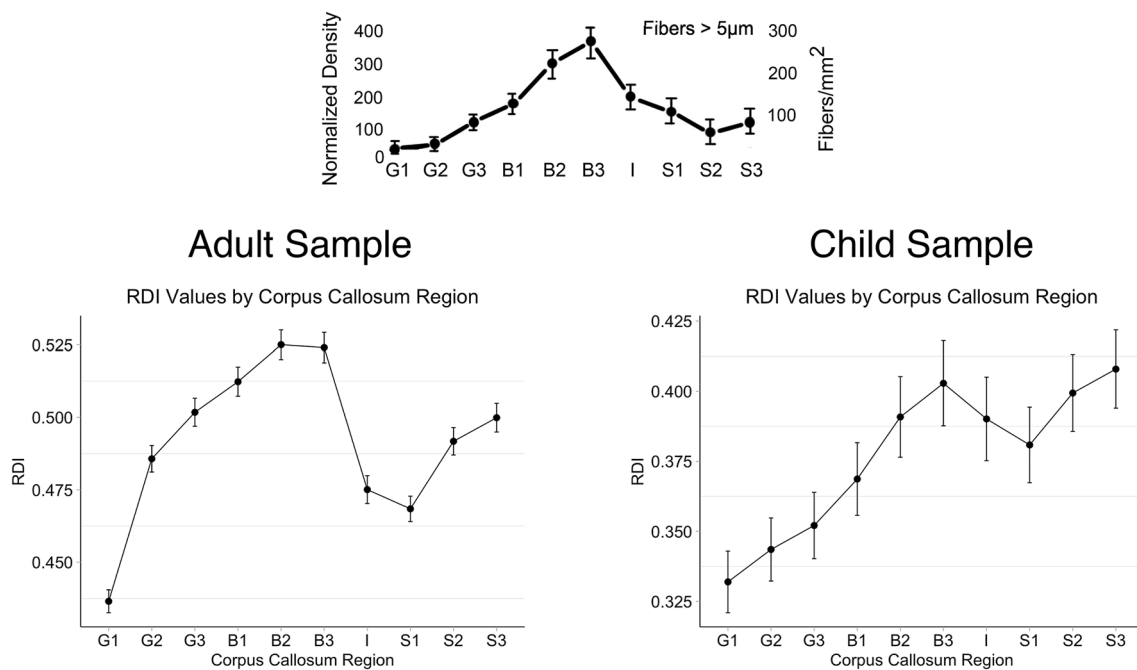 Normalized Density
400
300
200
100
0
Fibers > 5µm
300
200
100
Fibers/mm²
G1 G2 G3 B1 B2 B3 I S1 S2 S3
Adult Sample
RDI Values by Corpus Callosum Region
RDI
0.525
0.500
0.475
0.450
G1 G2 G3 B1 B2 B3 I S1 S2 S3
Corpus Callosum Region
Child Sample
RDI Values by Corpus Callosum Region
RDI
0.425
0.400
0.375
0.350
0.325
G1 G2 G3 B1 B2 B3 I S1 S2 S3
Corpus Callosum Region